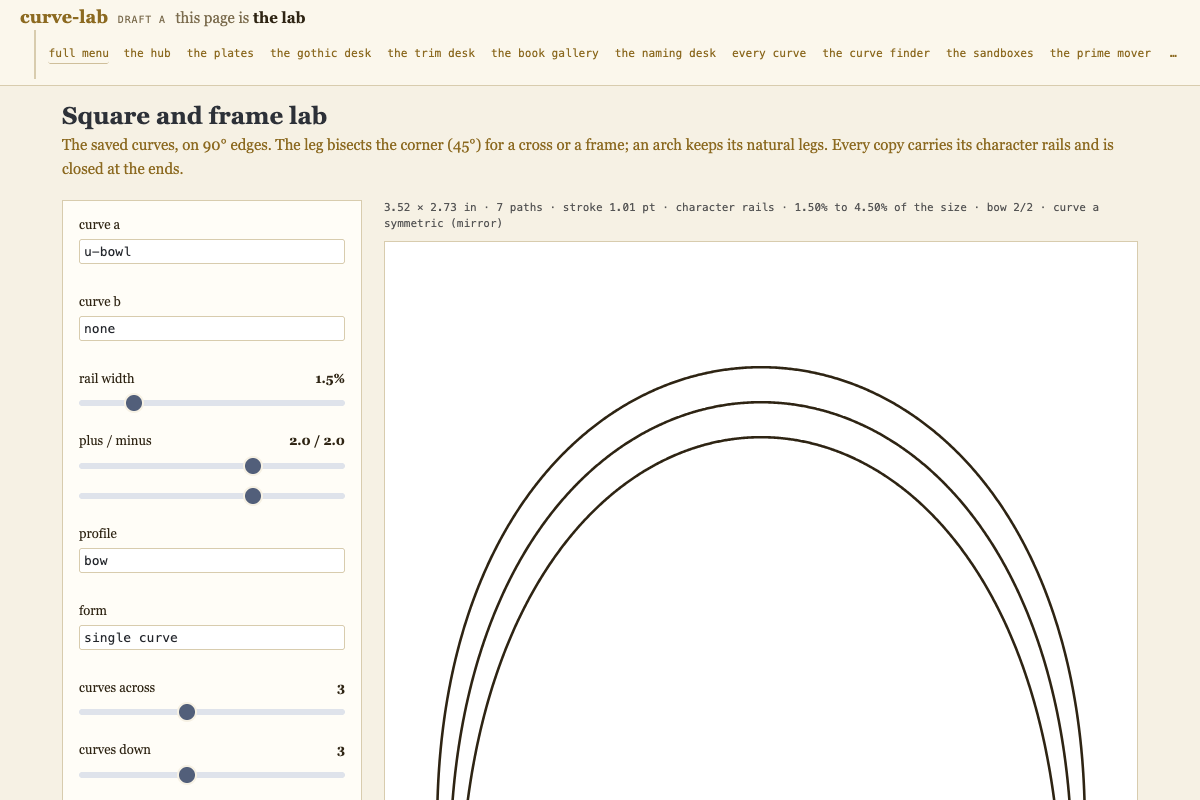 curve-lab DRAFT A this page is the lab
full menu the hub the plates the gothic desk the trim desk the book gallery the naming desk every curve the curve finder the sandboxes the prime mover …
Square and frame lab
The saved curves, on 90° edges. The leg bisects the corner (45°) for a cross or a frame; an arch keeps its natural legs. Every copy carries its character rails and is
closed at the ends.
3.52 × 2.73 in · 7 paths · stroke 1.01 pt · character rails · 1.50% to 4.50% of the size · bow 2/2 · curve a
symmetric (mirror)
curve a
u-bowl
curve b
none
rail width 1.5%
plus / minus 2.0 / 2.0
profile
bow
form
single curve
curves across 3
curves down 3